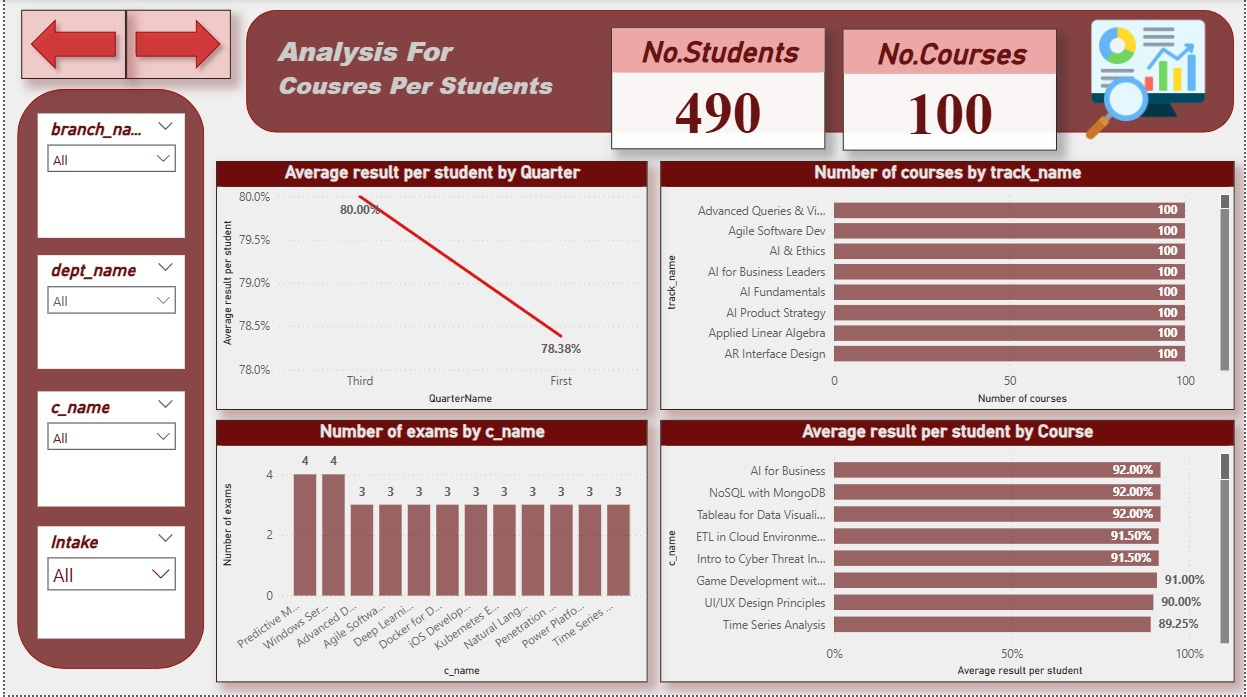 Analysis For
Cousres Per Students
No.Students
490
No.Courses
100
branch_na...
All
dept_name
All
c_name
All
Intake
All
Average result per student by Quarter
Average result per student
80.0%
79.5%
79.0%
78.5%
78.0%
80.00%
78.38%
Third
First
QuarterName
Number of courses by track_name
track_name
Advanced Queries & Vi... 100
Agile Software Dev 100
AI & Ethics 100
AI for Business Leaders 100
AI Fundamentals 100
AI Product Strategy 100
Applied Linear Algebra 100
AR Interface Design 100
0 50 100
Number of courses
Number of exams by c_name
Number of exams
4
2
0
4 4 3 3 3 3 3 3 3 3 3 3
Predictive M...
Windows Ser...
Advanced D...
Agile Softwa...
Deep Learni...
Docker for D...
iOS Develop...
Kubernetes E...
Natural Lang...
Penetration ...
Power Platfo...
Time Series ...
c_name
Average result per student by Course
c_name
AI for Business 92.00%
NoSQL with MongoDB 92.00%
Tableau for Data Visuali... 92.00%
ETL in Cloud Environme... 91.50%
Intro to Cyber Threat In... 91.50%
Game Development wit... 91.00%
UI/UX Design Principles 90.00%
Time Series Analysis 89.25%
0% 50% 100%
Average result per student